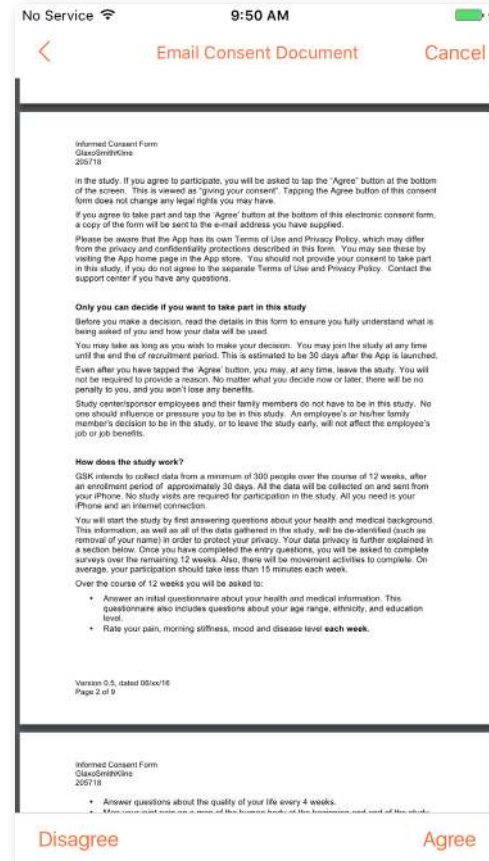 No Service 9:50 AM
Email Consent Document Cancel
Informed Consent Form
GlaxoSmithKline
205718
in the study. If you agree to participate, you will be asked to tap the "Agree" button at the bottom
of the screen. This is viewed as "giving your consent". Tapping the Agree button of this consent
form does not change any legal rights you may have.
If you agree to take part and tap the 'Agree' button at the bottom of this electronic consent form,
a copy of the form will be sent to the e-mail address you have supplied.
Please be aware that the App has its own Terms of Use and Privacy Policy, which may differ
from the privacy and confidentiality protections described in this form. You may see these by
visiting the App home page in the App store. You should not provide your consent to take part
in this study, if you do not agree to the separate Terms of Use and Privacy Policy. Contact the
support center if you have any questions.
Only you can decide if you want to take part in this study
Before you make a decision, read the details in this form to ensure you fully understand what is
being asked of you and how your data will be used.
You may take as long as you wish to make your decision. You may join the study at any time
until the end of the recruitment period. This is estimated to be 30 days after the App is launched.
Even after you have tapped the 'Agree' button, you may, at any time, leave the study. You will
not be required to provide a reason. No matter what you decide now or later, there will be no
penalty to you, and you won't lose any benefits.
Study center/sponsor employees and their family members do not have to be in this study. No
one should influence or pressure you to be in this study. An employee's or his/her family
member's decision to be in the study, or to leave the study early, will not affect the employee's
job or job benefits.
How does the study work?
GSK intends to collect data from a minimum of 300 people over the course of 12 weeks, after
an enrollment period of approximately 30 days. All the data will be collected on and sent from
your iPhone. No study visits are required for participation in the study. All you need is your
iPhone and an internet connection.
You will start the study by first answering questions about your health and medical background.
This information, as well as all of the data gathered in the study, will be de-identified (such as
removal of your name) in order to protect your privacy. Your data privacy is further explained in
a section below. Once you have completed the entry questions, you will be asked to complete
surveys over the remaining 12 weeks. Also, there will be movement activities to complete. On
average, your participation should take less than 15 minutes each week.
Over the course of 12 weeks you will be asked to:
• Answer an initial questionnaire about your health and medical information. This
questionnaire also includes questions about your age range, ethnicity, and education
level.
• Rate your pain, morning stiffness, mood and disease level each week.
Version 0.5, dated 06/xx/16
Page 2 of 9
Informed Consent Form
GlaxoSmithKline
205718
• Answer questions about the quality of your life every 4 weeks.
Disagree Agree